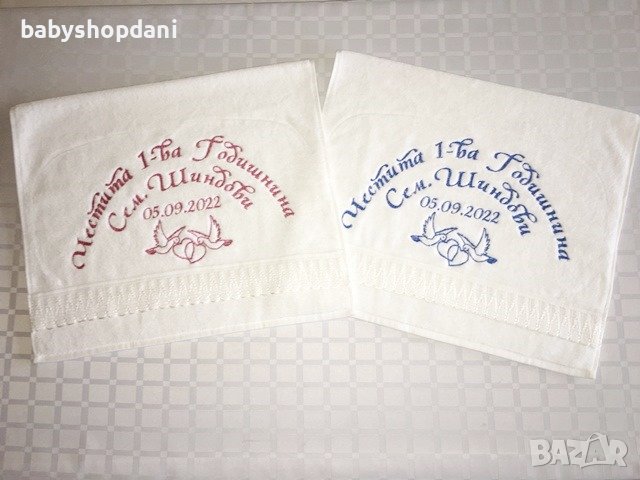 babyshopdani
Честита 1-ва Годишнина
Сем. Шиндови
05.09.2022
Честита 1-ва Годишнина
Сем. Шиндови
05.09.2022
BAZAR